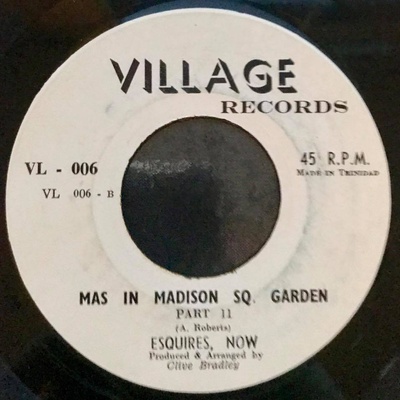 VILLAGE
RECORDS
VL - 006
45 R.P.M.
VL 006 - B
MADE IN TRINIDAD
MAS IN MADISON SQ. GARDEN
PART 11
(A. Roberts)
ESQUIRES, NOW
Produced & Arranged by
Clive Bradley